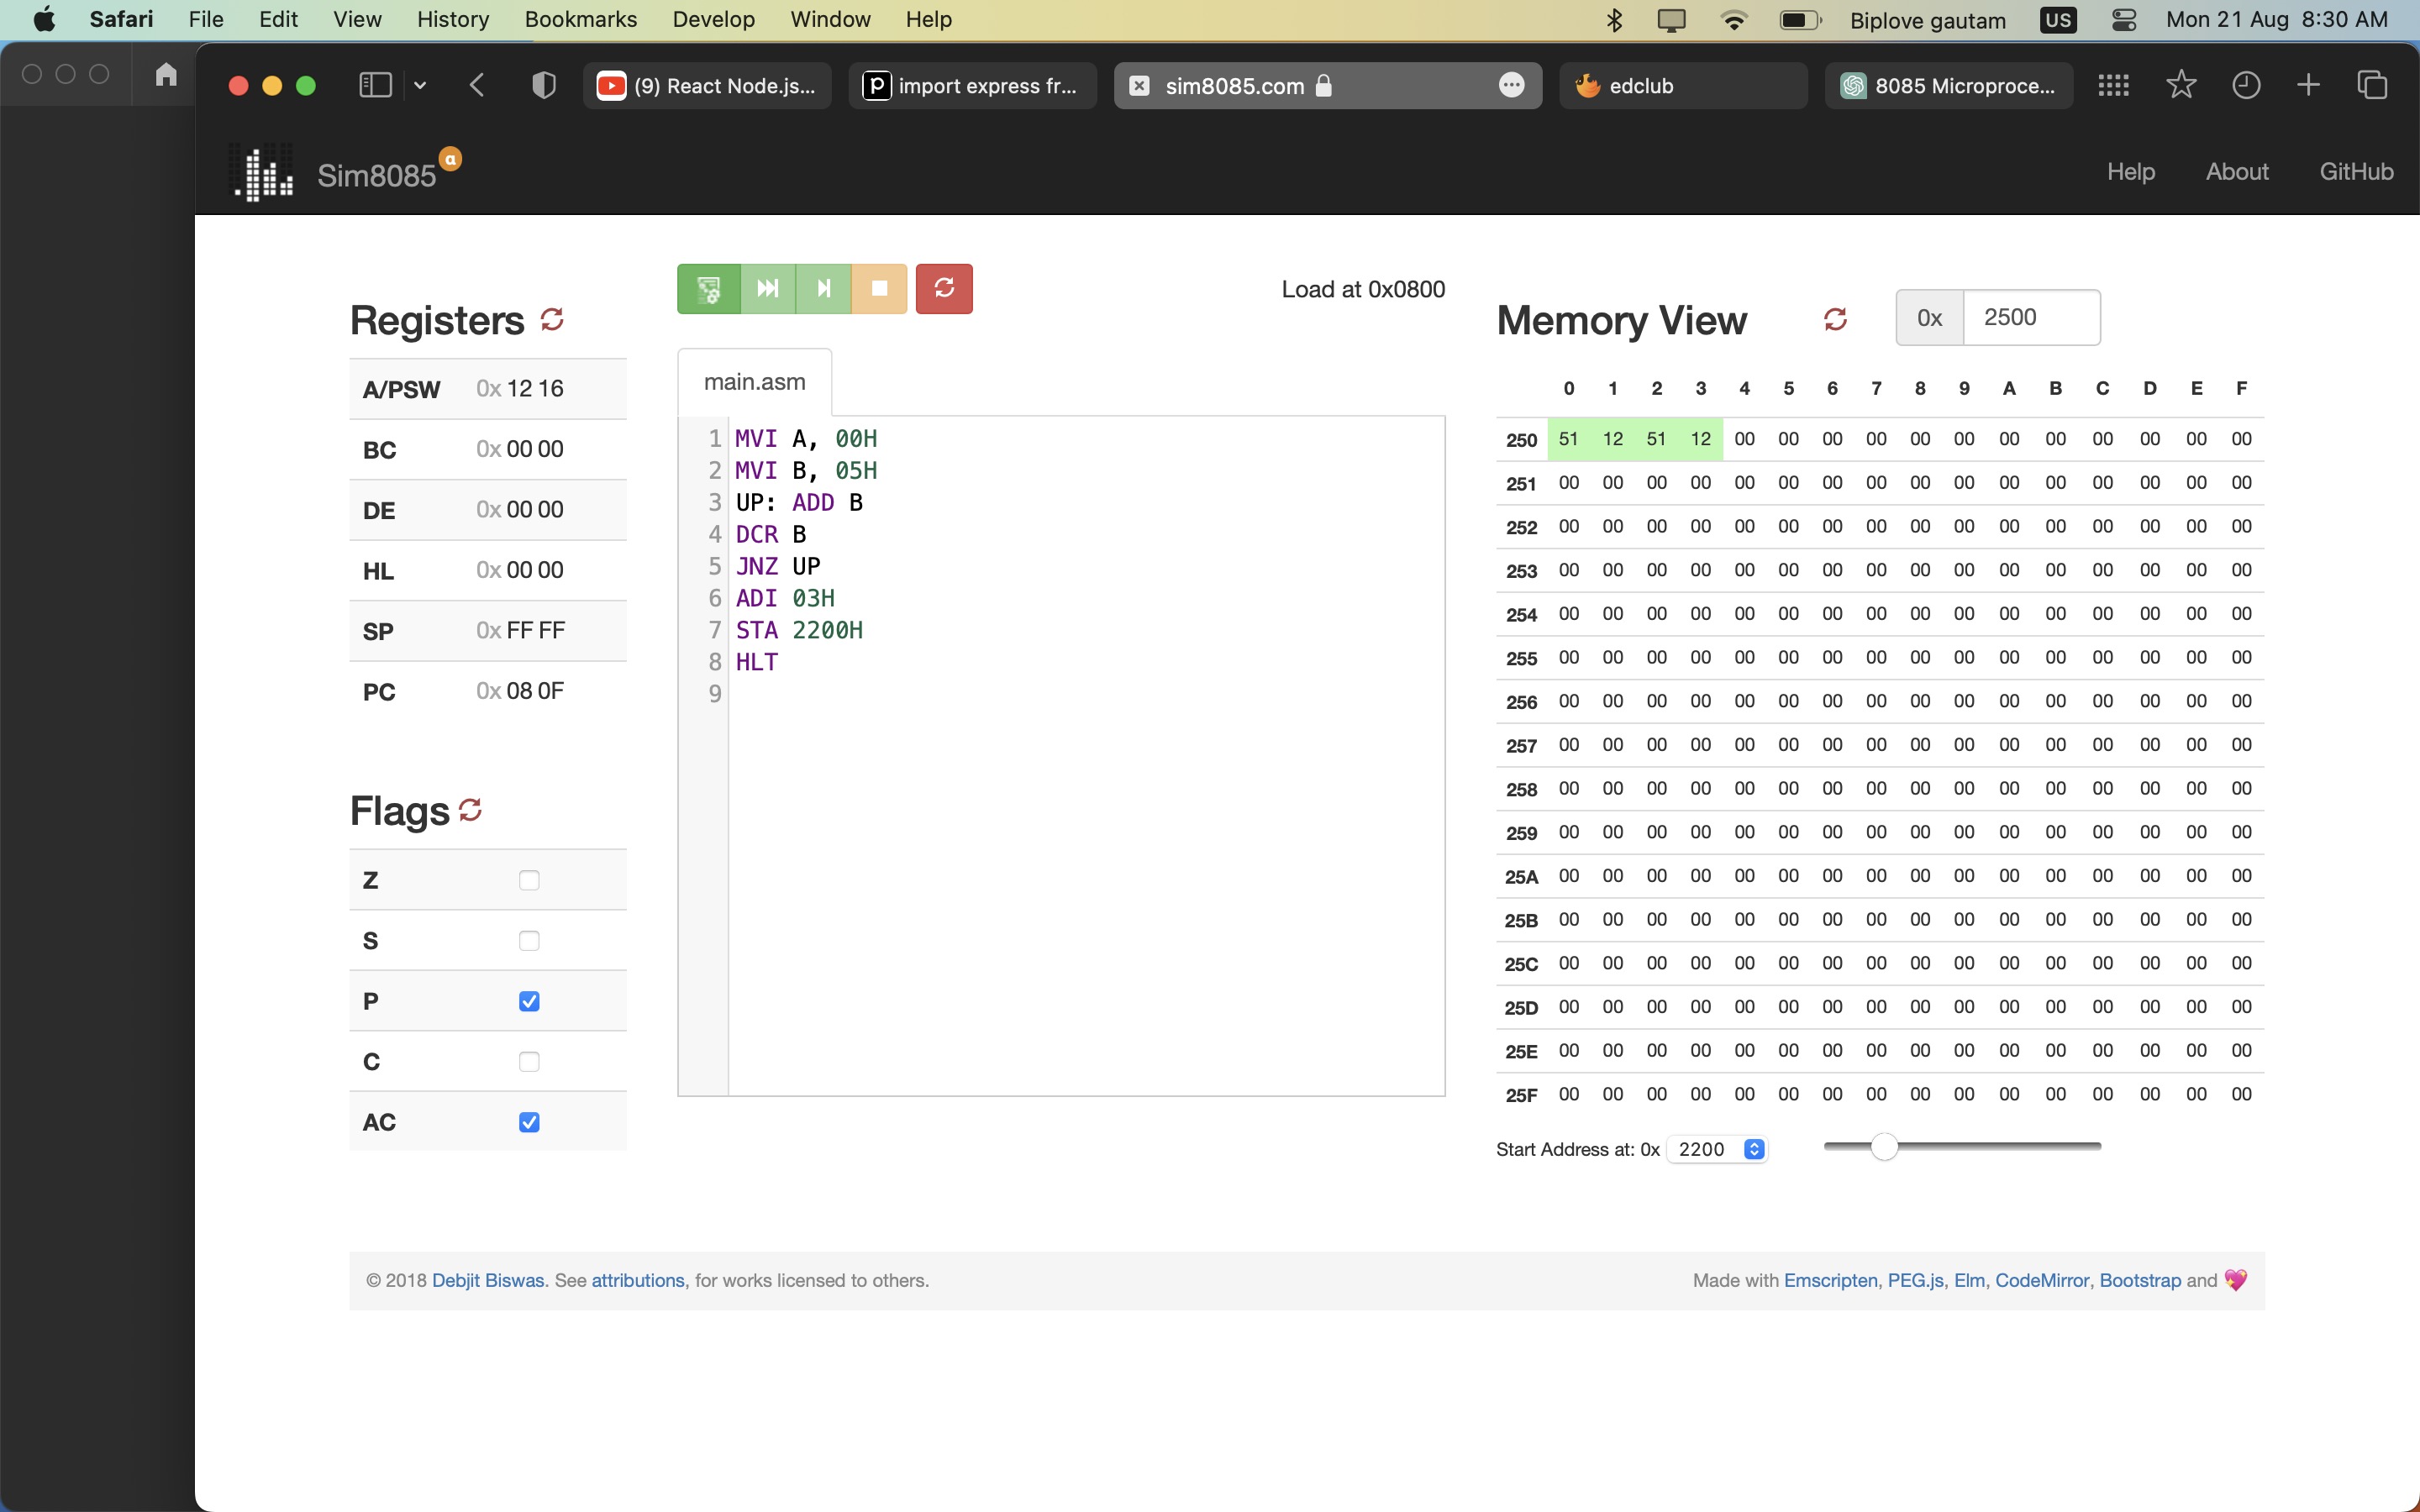 Safari File Edit View History Bookmarks Develop Window Help Biplove gautam US Mon 21 Aug 8:30 AM
(9) React Node.js... p import express fr... sim8085.com edclub 8085 Microproce...
Sim8085 α Help About GitHub
Load at 0x0800
Registers
A/PSW 0x 12 16
BC 0x 00 00
DE 0x 00 00
HL 0x 00 00
SP 0x FF FF
PC 0x 08 0F
Flags
Z
S
P
C
AC
main.asm
1 MVI A, 00H
2 MVI B, 05H
3 UP: ADD B
4 DCR B
5 JNZ UP
6 ADI 03H
7 STA 2200H
8 HLT
9
Memory View 0x 2500
0 1 2 3 4 5 6 7 8 9 A B C D E F
250 51 12 51 12 00 00 00 00 00 00 00 00 00 00 00 00
251 00 00 00 00 00 00 00 00 00 00 00 00 00 00 00 00
252 00 00 00 00 00 00 00 00 00 00 00 00 00 00 00 00
253 00 00 00 00 00 00 00 00 00 00 00 00 00 00 00 00
254 00 00 00 00 00 00 00 00 00 00 00 00 00 00 00 00
255 00 00 00 00 00 00 00 00 00 00 00 00 00 00 00 00
256 00 00 00 00 00 00 00 00 00 00 00 00 00 00 00 00
257 00 00 00 00 00 00 00 00 00 00 00 00 00 00 00 00
258 00 00 00 00 00 00 00 00 00 00 00 00 00 00 00 00
259 00 00 00 00 00 00 00 00 00 00 00 00 00 00 00 00
25A 00 00 00 00 00 00 00 00 00 00 00 00 00 00 00 00
25B 00 00 00 00 00 00 00 00 00 00 00 00 00 00 00 00
25C 00 00 00 00 00 00 00 00 00 00 00 00 00 00 00 00
25D 00 00 00 00 00 00 00 00 00 00 00 00 00 00 00 00
25E 00 00 00 00 00 00 00 00 00 00 00 00 00 00 00 00
25F 00 00 00 00 00 00 00 00 00 00 00 00 00 00 00 00
Start Address at: 0x 2200
© 2018 Debjit Biswas. See attributions, for works licensed to others.
Made with Emscripten, PEG.js, Elm, CodeMirror, Bootstrap and 💖